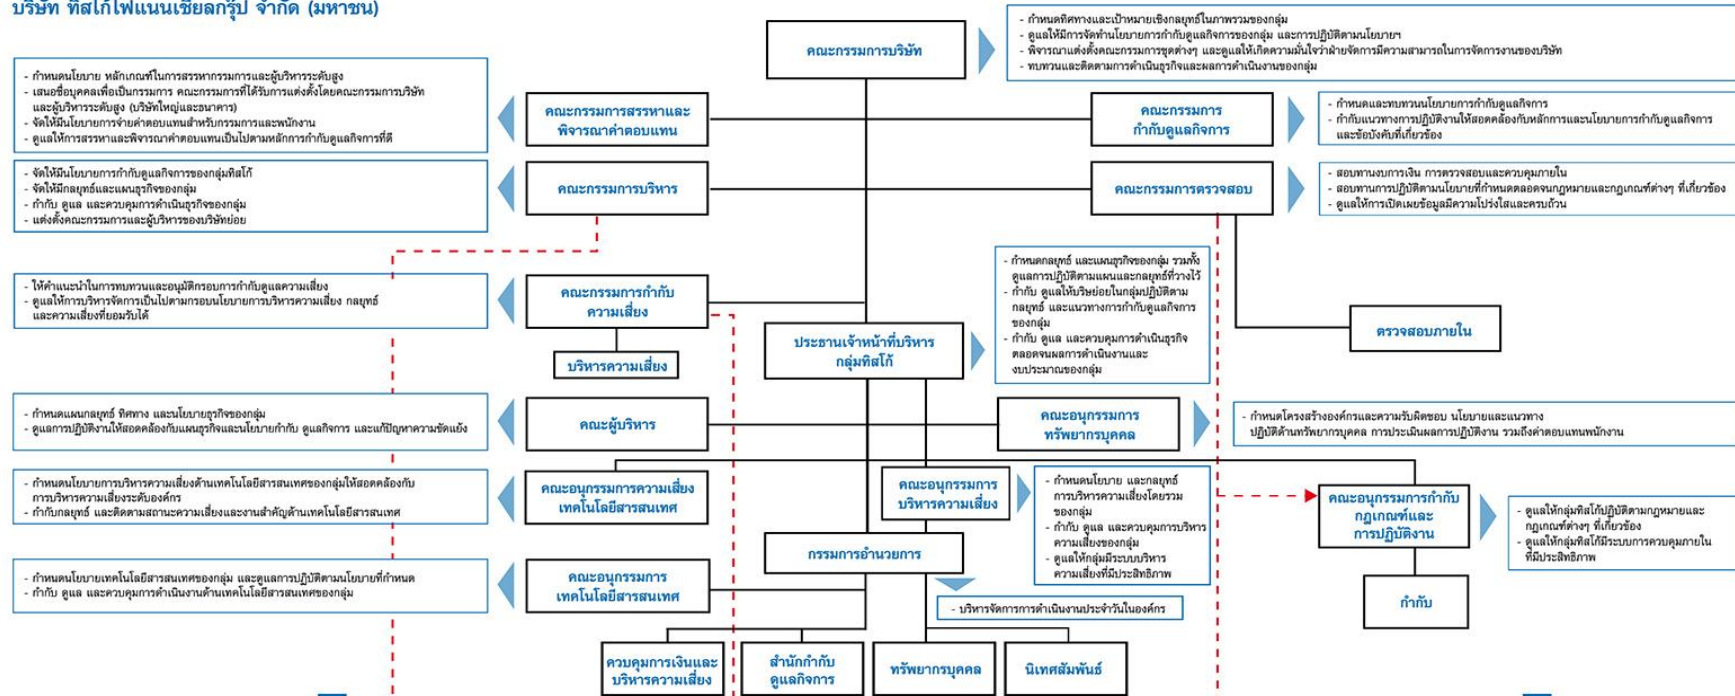 บริษัท ทิสโก้ไฟแนนเชียลกรุ๊ป จำกัด (มหาชน)
คณะกรรมการบริษัท
- กำหนดทิศทางและเป้าหมายเชิงกลยุทธ์ในภาพรวมของกลุ่ม
- ดูแลให้มีการจัดทำนโยบายการกำกับดูแลกิจการของกลุ่ม และการปฏิบัติตามนโยบายฯ
- พิจารณาแต่งตั้งคณะกรรมการชุดต่างๆ และดูแลให้เกิดความมั่นใจว่าฝ่ายจัดการมีความสามารถในการจัดการงานของบริษัท
- ทบทวนและติดตามการดำเนินธุรกิจและผลการดำเนินงานของกลุ่ม
- กำหนดนโยบาย หลักเกณฑ์ในการสรรหากรรมการและผู้บริหารระดับสูง
- เสนอชื่อบุคคลเพื่อเป็นกรรมการ คณะกรรมการที่ได้รับการแต่งตั้งโดยคณะกรรมการบริษัท
และผู้บริหารระดับสูง (บริษัทใหญ่และธนาคาร)
- จัดให้มีนโยบายการจ่ายค่าตอบแทนสำหรับกรรมการและพนักงาน
- ดูแลให้การสรรหาและพิจารณาค่าตอบแทนเป็นไปตามหลักการกำกับดูแลกิจการที่ดี
คณะกรรมการสรรหาและ
พิจารณาค่าตอบแทน
คณะกรรมการ
กำกับดูแลกิจการ
- กำหนดและทบทวนนโยบายการกำกับดูแลกิจการ
- กำกับแนวทางการปฏิบัติงานให้สอดคล้องกับหลักการและนโยบายการกำกับดูแลกิจการ
และข้อบังคับที่เกี่ยวข้อง
- จัดให้มีนโยบายการกำกับดูแลกิจการของกลุ่มทิสโก้
- จัดให้มีกลยุทธ์และแผนธุรกิจของกลุ่ม
- กำกับ ดูแล และควบคุมการดำเนินธุรกิจของกลุ่ม
- แต่งตั้งคณะกรรมการและผู้บริหารของบริษัทย่อย
คณะกรรมการบริหาร
คณะกรรมการตรวจสอบ
- สอบทานงบการเงิน การตรวจสอบและควบคุมภายใน
- สอบทานการปฏิบัติตามนโยบายที่กำหนดตลอดจนกฎหมายและกฎเกณฑ์ต่างๆ ที่เกี่ยวข้อง
- ดูแลให้การเปิดเผยข้อมูลมีความโปร่งใสและครบถ้วน
- ให้คำแนะนำในการทบทวนและอนุมัติกรอบการกำกับดูแลความเสี่ยง
- ดูแลให้การบริหารจัดการเป็นไปตามกรอบนโยบายการบริหารความเสี่ยง กลยุทธ์
และความเสี่ยงที่ยอมรับได้
คณะกรรมการกำกับ
ความเสี่ยง
บริหารความเสี่ยง
ประธานเจ้าหน้าที่บริหาร
กลุ่มทิสโก้
- กำหนดกลยุทธ์ และแผนธุรกิจของกลุ่ม รวมทั้ง
ดูแลการปฏิบัติตามแผนและกลยุทธ์ที่วางไว้
- กำกับ ดูแลให้บริษย่อยในกลุ่มปฏิบัติตาม
กลยุทธ์ และแนวทางการกำกับดูแลกิจการ
ของกลุ่ม
- กำกับ ดูแล และควบคุมการดำเนินธุรกิจ
ตลอดจนผลการดำเนินงานและ
งบประมาณของกลุ่ม
ตรวจสอบภายใน
- กำหนดแผนกลยุทธ์ ทิศทาง และนโยบายธุรกิจของกลุ่ม
- ดูแลการปฏิบัติงานให้สอดคล้องกับแผนธุรกิจและนโยบายกำกับ ดูแลกิจการ และแก้ปัญหาความขัดแย้ง
คณะผู้บริหาร
คณะอนุกรรมการ
ทรัพยากรบุคคล
- กำหนดโครงสร้างองค์กรและความรับผิดชอบ นโยบายและแนวทาง
ปฏิบัติด้านทรัพยากรบุคคล การประเมินผลการปฏิบัติงาน รวมถึงค่าตอบแทนพนักงาน
- กำหนดนโยบายการบริหารความเสี่ยงด้านเทคโนโลยีสารสนเทศของกลุ่มให้สอดคล้องกับ
การบริหารความเสี่ยงระดับองค์กร
- กำกับกลยุทธ์ และติดตามสถานะความเสี่ยงและงานสำคัญด้านเทคโนโลยีสารสนเทศ
คณะอนุกรรมการความเสี่ยง
เทคโนโลยีสารสนเทศ
คณะอนุกรรมการ
บริหารความเสี่ยง
- กำหนดนโยบาย และกลยุทธ์
การบริหารความเสี่ยงโดยรวม
ของกลุ่ม
- กำกับ ดูแล และควบคุมการบริหาร
ความเสี่ยงของกลุ่ม
- ดูแลให้กลุ่มมีระบบบริหาร
ความเสี่ยงที่มีประสิทธิภาพ
คณะอนุกรรมการกำกับ
กฎเกณฑ์และ
การปฏิบัติงาน
- ดูแลให้กลุ่มทิสโก้ปฏิบัติตามกฎหมายและ
กฎเกณฑ์ต่างๆ ที่เกี่ยวข้อง
- ดูแลให้กลุ่มทิสโก้มีระบบการควบคุมภายใน
ที่มีประสิทธิภาพ
กรรมการอำนวยการ
- กำหนดนโยบายเทคโนโลยีสารสนเทศของกลุ่ม และดูแลการปฏิบัติตามนโยบายที่กำหนด
- กำกับ ดูแล และควบคุมการดำเนินงานด้านเทคโนโลยีสารสนเทศของกลุ่ม
คณะอนุกรรมการ
เทคโนโลยีสารสนเทศ
- บริหารจัดการการดำเนินงานประจำวันในองค์กร
กำกับ
ควบคุมการเงินและ
บริหารความเสี่ยง
สำนักกำกับ
ดูแลกิจการ
ทรัพยากรบุคคล
นิเทศสัมพันธ์